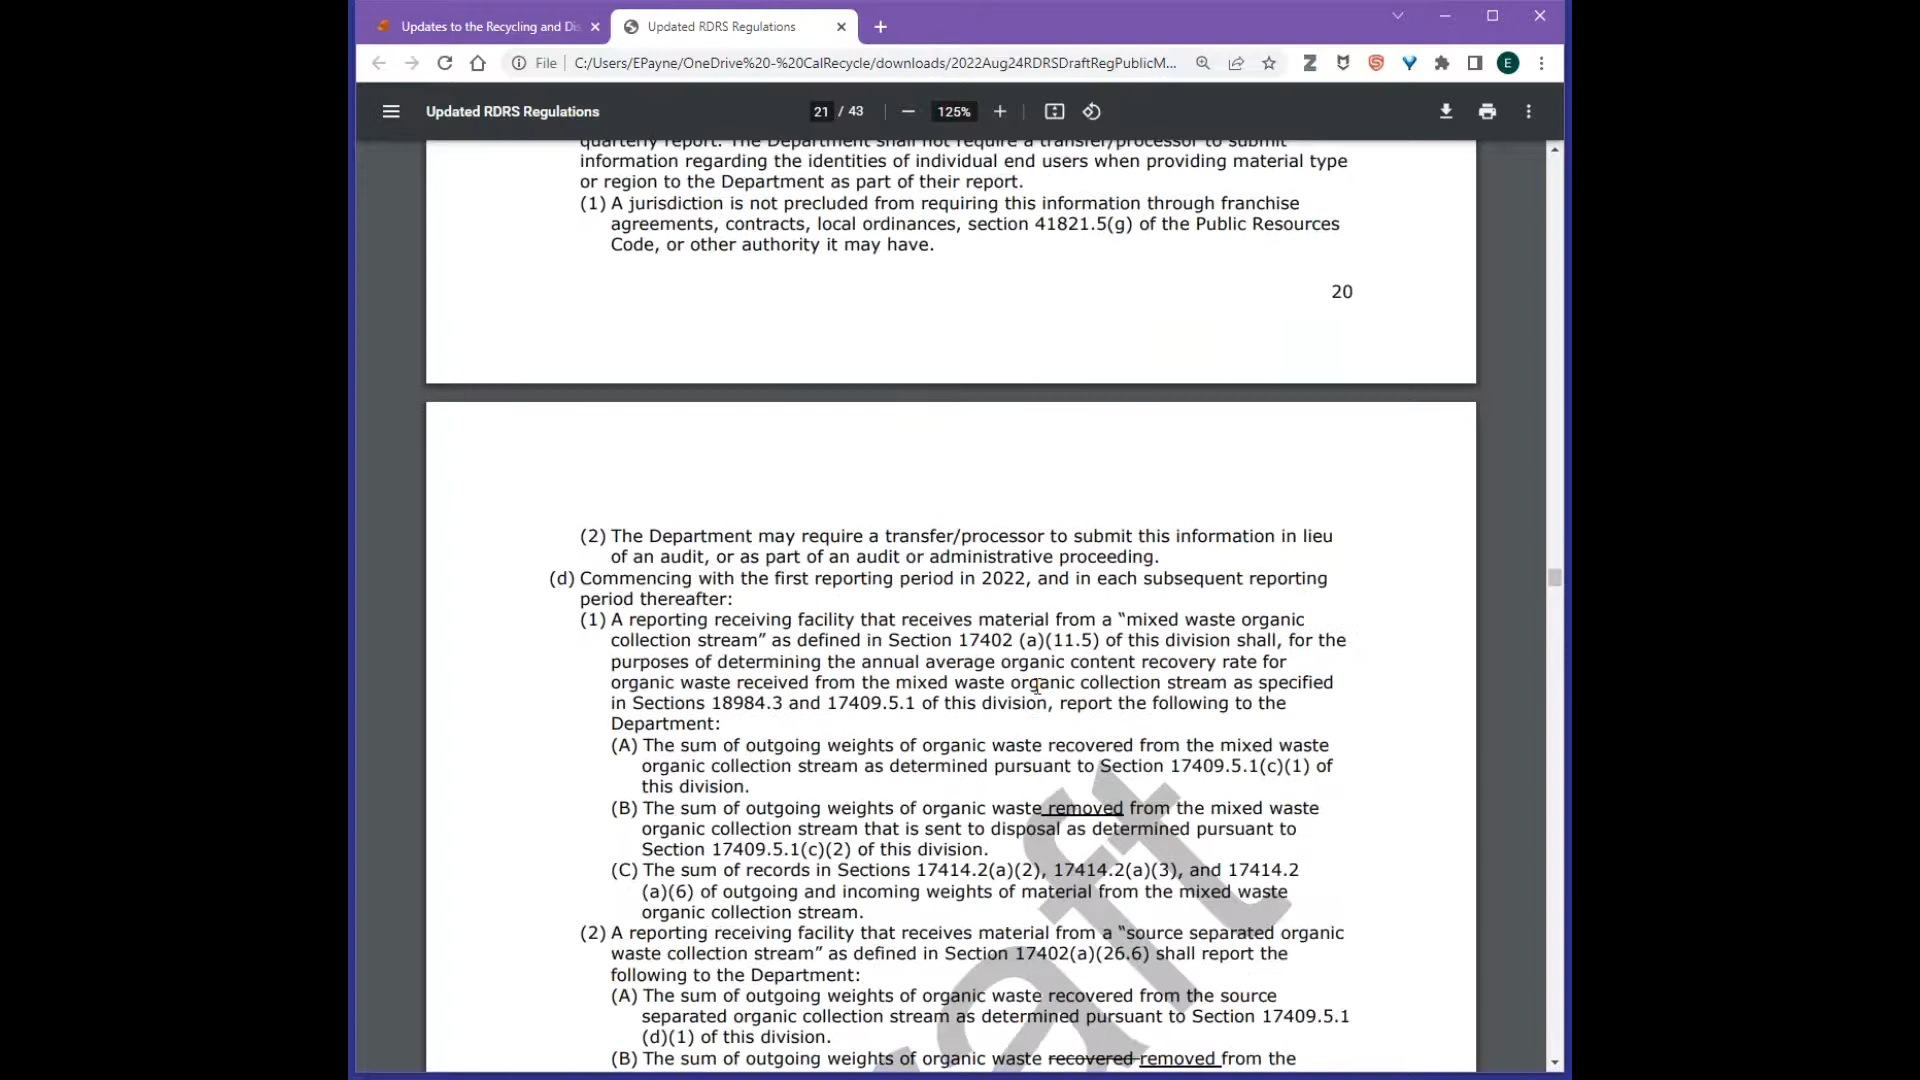 Updates to the Recycling and Dis
Updated RDRS Regulations
File
C:/Users/EPayne/OneDrive%20-%20CalRecycle/downloads/2022Aug24RDRSDraftRegPublicM...
E
Updated RDRS Regulations
21 / 43
125%
quarterly report. The Department shall not require a transfer/processor to submit
information regarding the identities of individual end users when providing material type
or region to the Department as part of their report.
(1) A jurisdiction is not precluded from requiring this information through franchise
agreements, contracts, local ordinances, section 41821.5(g) of the Public Resources
Code, or other authority it may have.
20
(2) The Department may require a transfer/processor to submit this information in lieu
of an audit, or as part of an audit or administrative proceeding.
(d) Commencing with the first reporting period in 2022, and in each subsequent reporting
period thereafter:
(1) A reporting receiving facility that receives material from a “mixed waste organic
collection stream” as defined in Section 17402 (a)(11.5) of this division shall, for the
purposes of determining the annual average organic content recovery rate for
organic waste received from the mixed waste organic collection stream as specified
in Sections 18984.3 and 17409.5.1 of this division, report the following to the
Department:
(A) The sum of outgoing weights of organic waste recovered from the mixed waste
organic collection stream as determined pursuant to Section 17409.5.1(c)(1) of
this division.
(B) The sum of outgoing weights of organic waste removed from the mixed waste
organic collection stream that is sent to disposal as determined pursuant to
Section 17409.5.1(c)(2) of this division.
(C) The sum of records in Sections 17414.2(a)(2), 17414.2(a)(3), and 17414.2
(a)(6) of outgoing and incoming weights of material from the mixed waste
organic collection stream.
(2) A reporting receiving facility that receives material from a “source separated organic
waste collection stream” as defined in Section 17402(a)(26.6) shall report the
following to the Department:
(A) The sum of outgoing weights of organic waste recovered from the source
separated organic collection stream as determined pursuant to Section 17409.5.1
(d)(1) of this division.
(B) The sum of outgoing weights of organic waste recovered removed from the